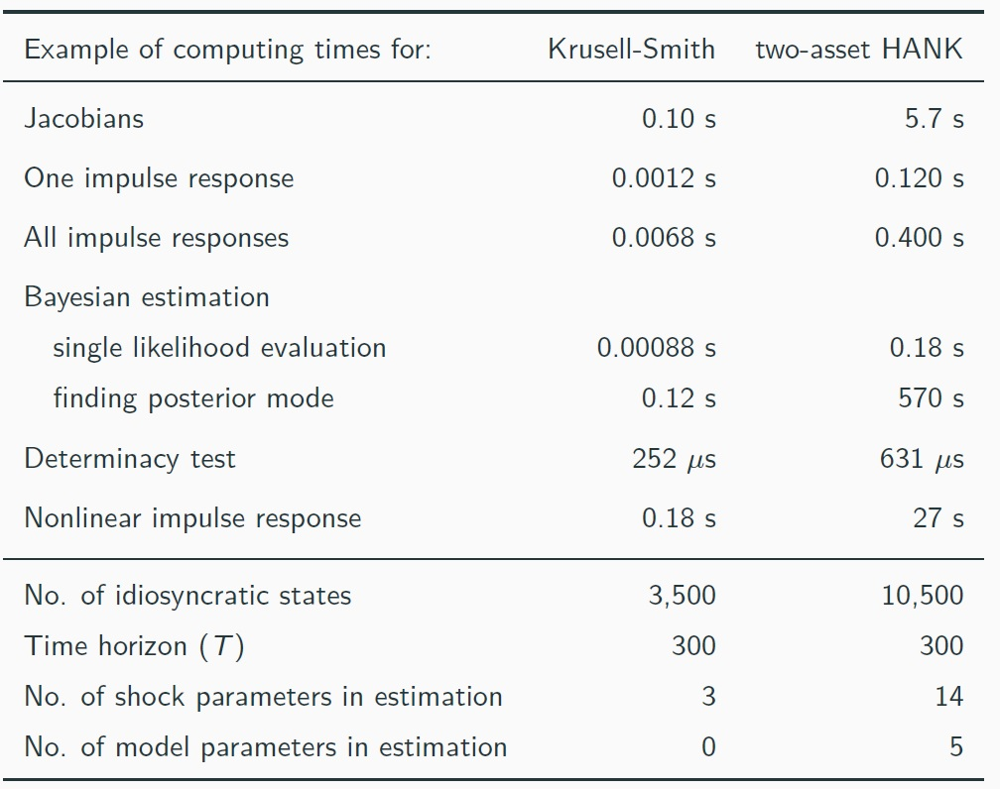 Example of computing times for: Krusell-Smith two-asset HANK
Jacobians 0.10 s 5.7 s
One impulse response 0.0012 s 0.120 s
All impulse responses 0.0068 s 0.400 s
Bayesian estimation
single likelihood evaluation 0.00088 s 0.18 s
finding posterior mode 0.12 s 570 s
Determinacy test 252 μs 631 μs
Nonlinear impulse response 0.18 s 27 s
No. of idiosyncratic states 3,500 10,500
Time horizon (T) 300 300
No. of shock parameters in estimation 3 14
No. of model parameters in estimation 0 5